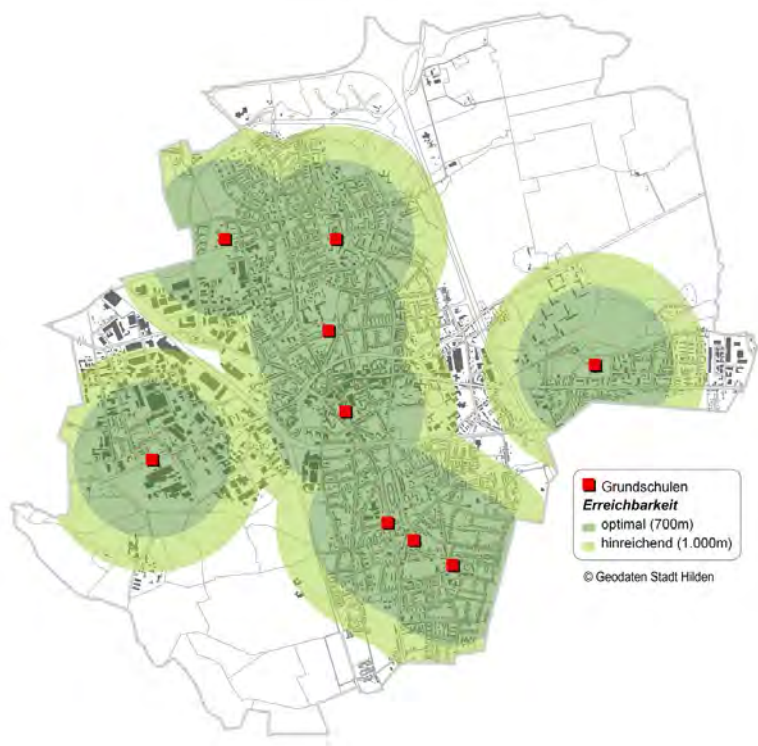 Grundschulen
Erreichbarkeit
optimal (700m)
hinreichend (1.000m)
© Geodaten Stadt Hilden